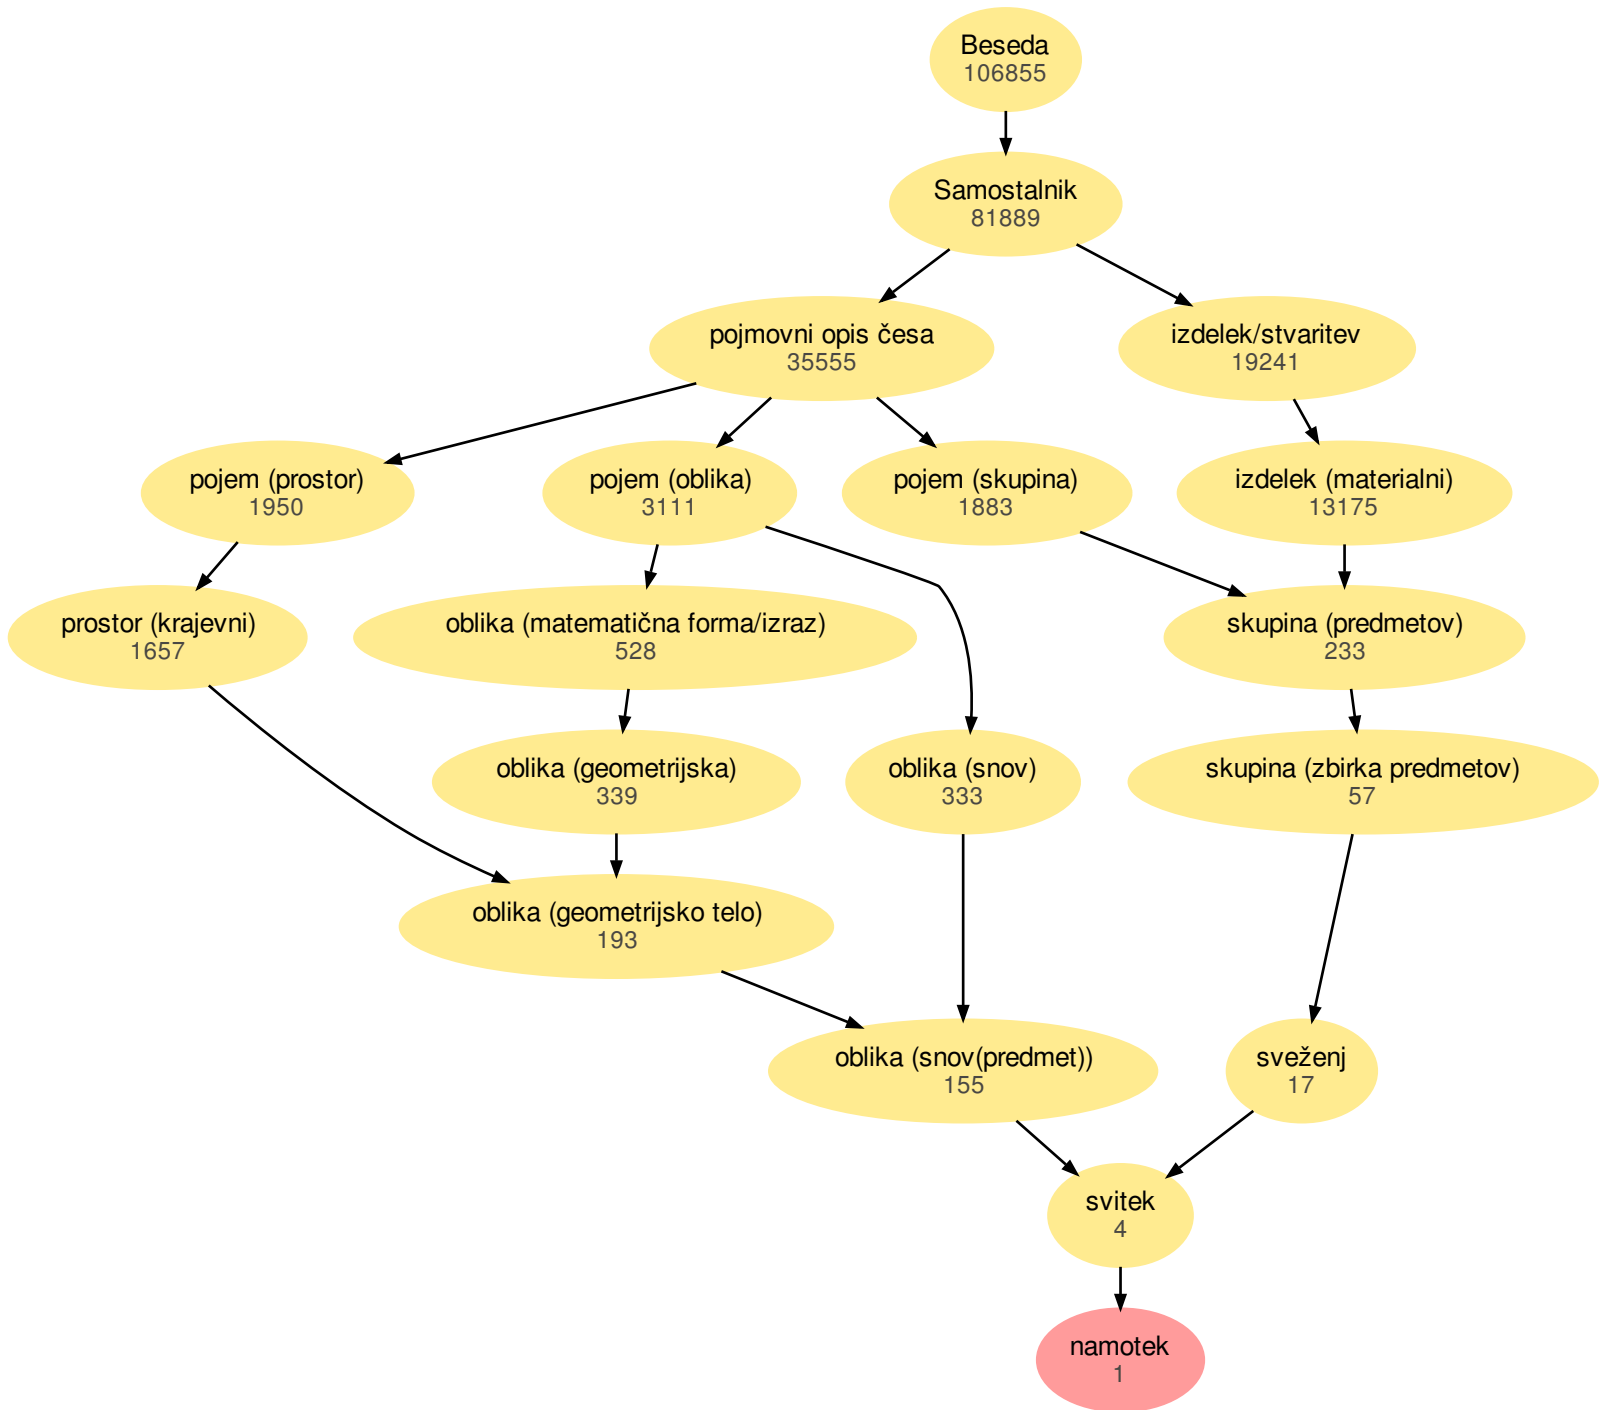 Beseda
106855
Samostalnik
81889
pojmovni opis česa
35555
izdelek/stvaritev
19241
pojem (prostor)
1950
pojem (oblika)
3111
pojem (skupina)
1883
izdelek (materialni)
13175
prostor (krajevni)
1657
oblika (matematična forma/izraz)
528
skupina (predmetov)
233
oblika (geometrijska)
339
oblika (snov)
333
skupina (zbirka predmetov)
57
oblika (geometrijsko telo)
193
oblika (snov(predmet))
155
sveženj
17
svitek
4
namotek
1